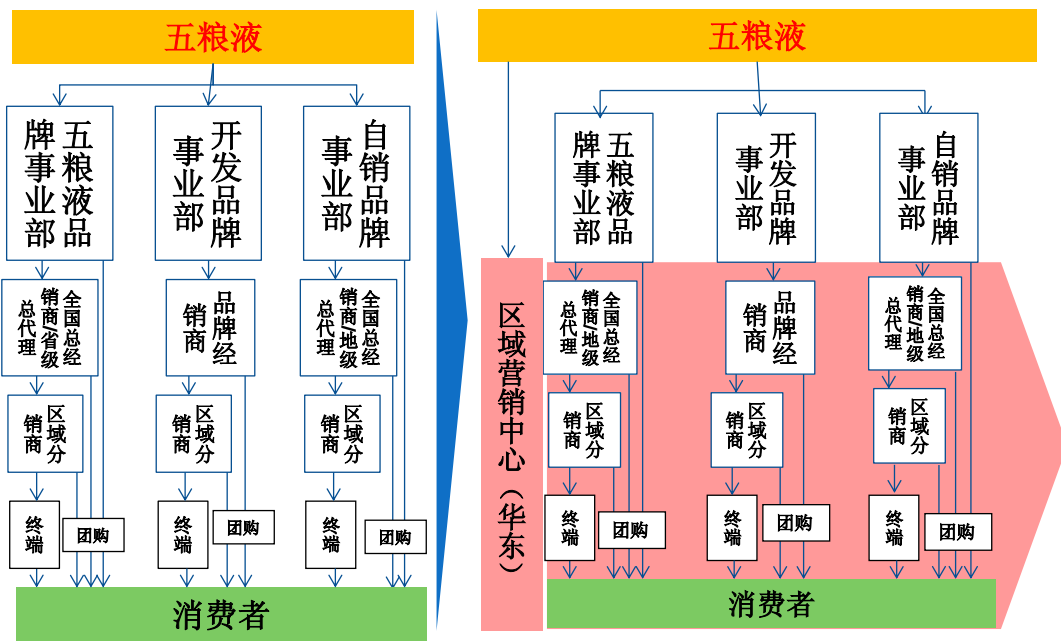 五粮液
五粮液品
牌事业部
开发品牌
事业部
自销品牌
事业部
全国总经
销商/省级
总代理
品牌经
销商
全国总经
销商/地级
总代理
区域分
销商
区域分
销商
区域分
销商
终端
团购
终端
团购
终端
团购
消费者
五粮液
五粮液品
牌事业部
开发品牌
事业部
自销品牌
事业部
区域营销中心（华东）
全国总经
销商/地级
总代理
品牌经
销商
全国总经
销商/地级
总代理
区域分
销商
区域分
销商
区域分
销商
终端
团购
终端
团购
终端
团购
消费者